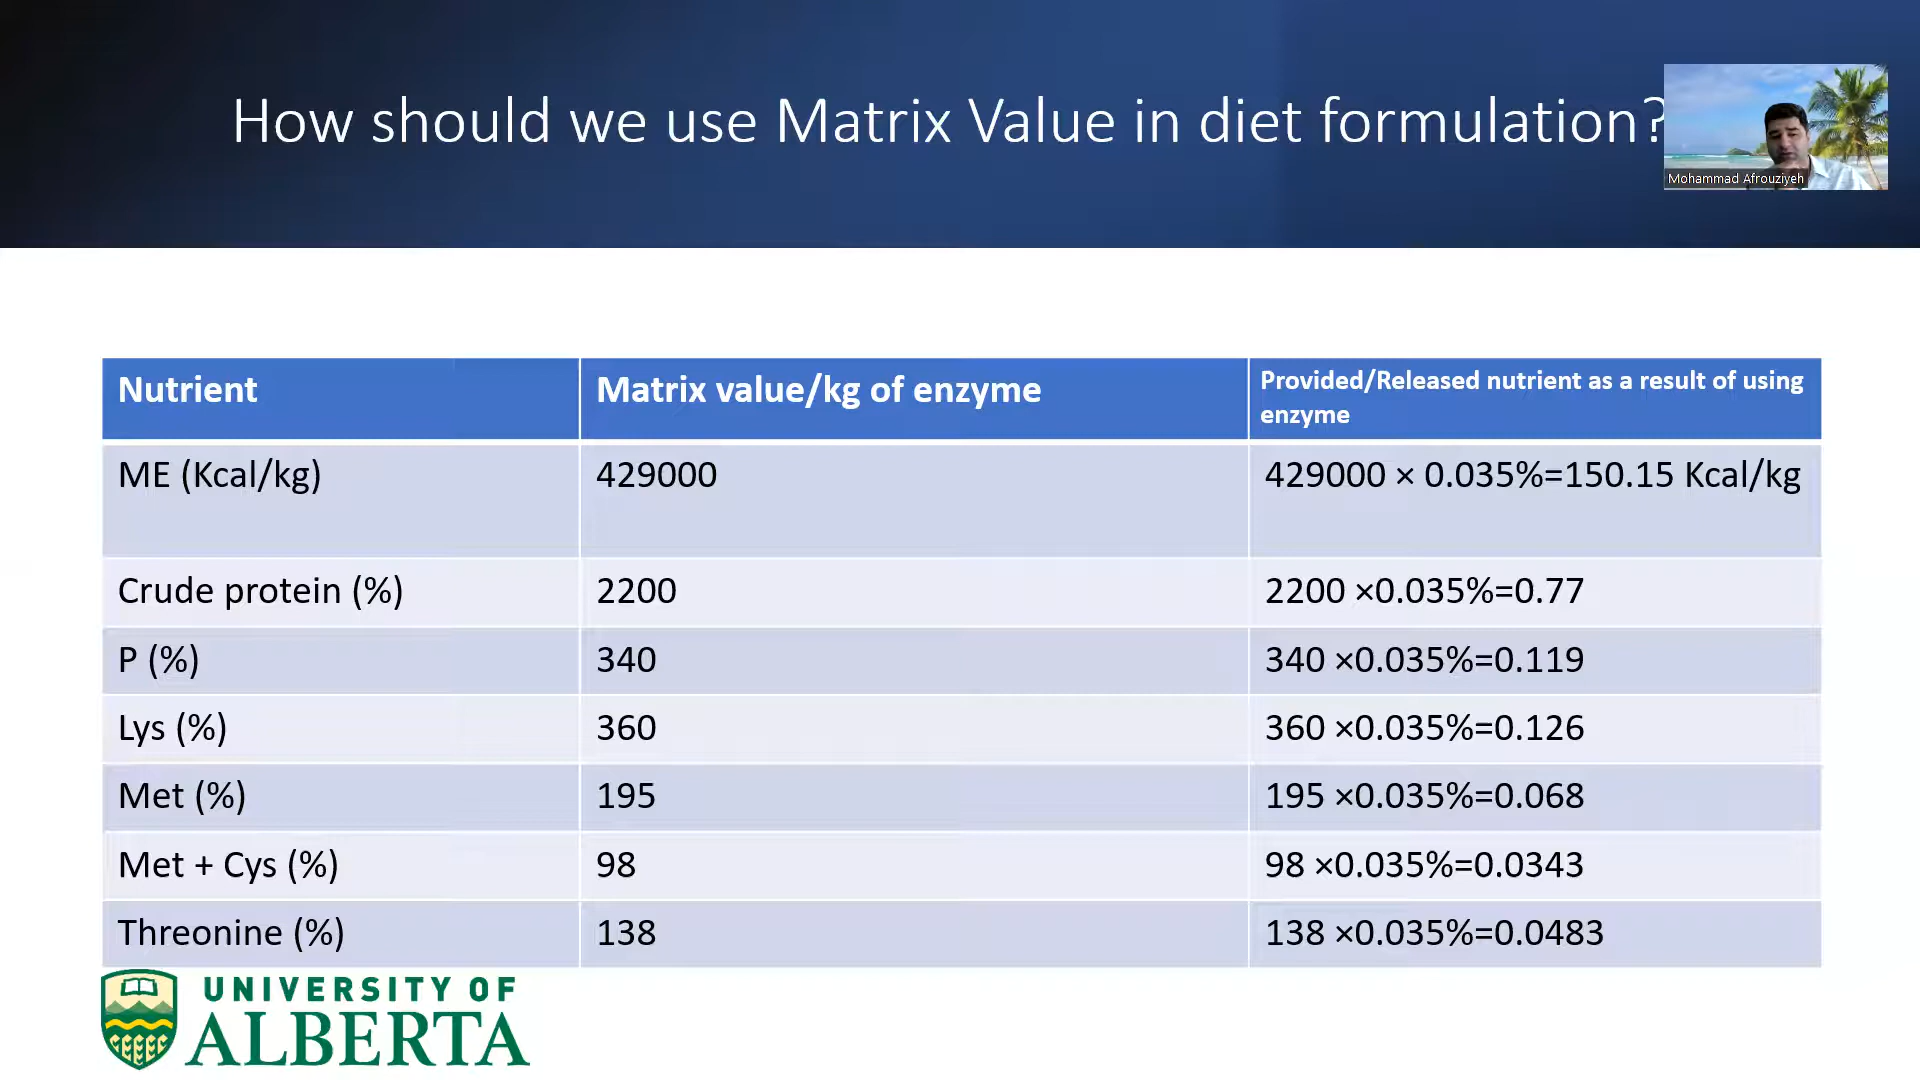 How should we use Matrix Value in diet formulation?
Mohammad Afrouziyeh
Nutrient
Matrix value/kg of enzyme
Provided/Released nutrient as a result of using
enzyme
ME (Kcal/kg)
429000
429000 × 0.035%=150.15 Kcal/kg
Crude protein (%)
2200
2200 ×0.035%=0.77
P (%)
340
340 ×0.035%=0.119
Lys (%)
360
360 ×0.035%=0.126
Met (%)
195
195 ×0.035%=0.068
Met + Cys (%)
98
98 ×0.035%=0.0343
Threonine (%)
138
138 ×0.035%=0.0483
UNIVERSITY OF
ALBERTA